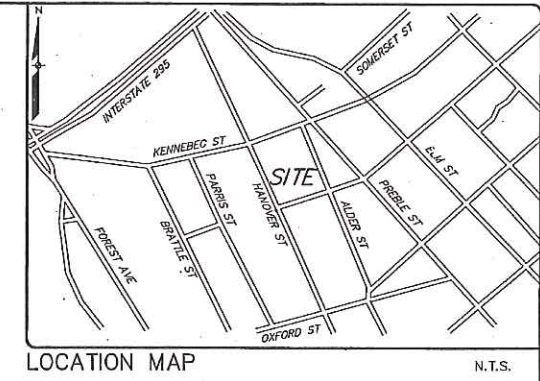 N
INTERSTATE 295
SOMERSET ST
KENNEBEC ST
ELM ST
SITE
PARRIS ST
HANOVER ST
PREBLE ST
ALDER ST
BRATTLE ST
FOREST AVE
OXFORD ST
LOCATION MAP
N.T.S.